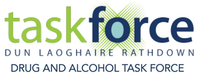 taskforce
DUN LAOGHAIRE RATHDOWN
DRUG AND ALCOHOL TASK FORCE